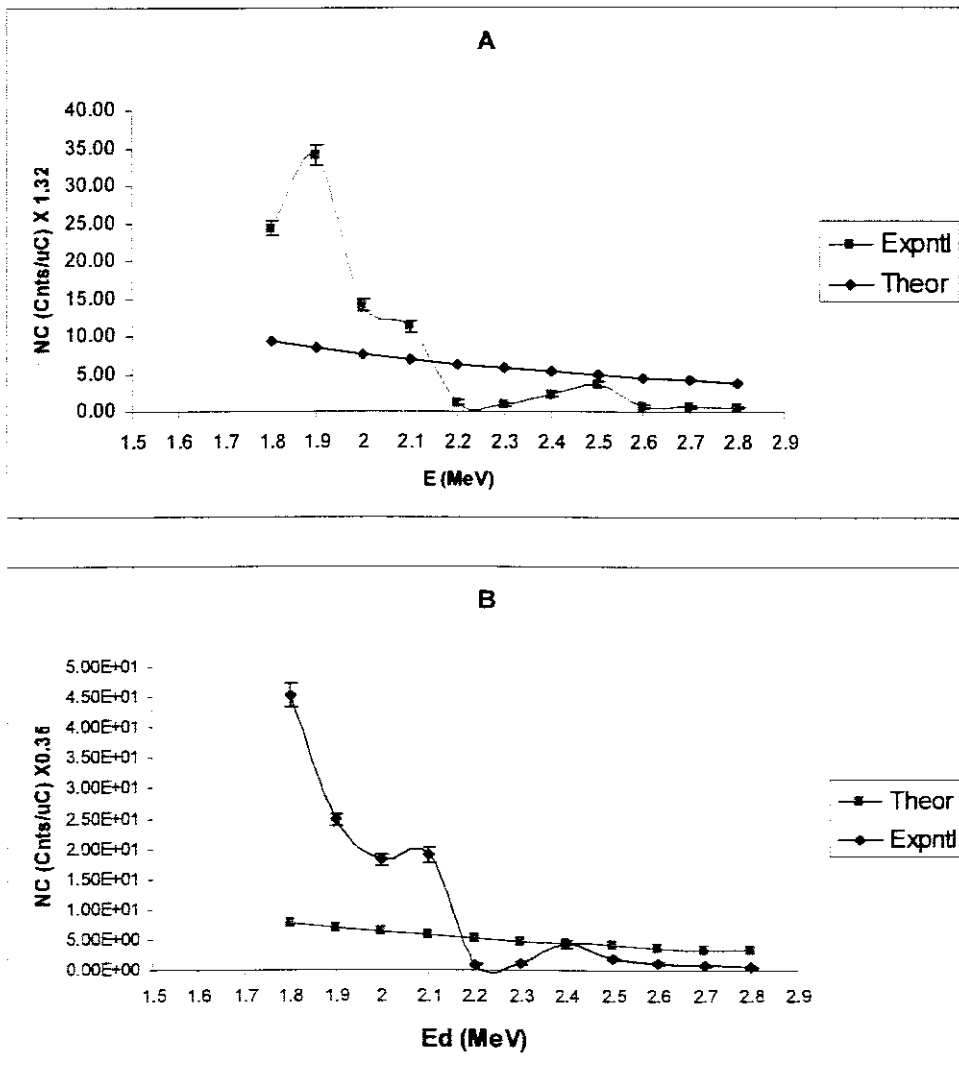 A
NC (Cnts/uC) X 1.32
40.00
35.00
30.00
25.00
20.00
15.00
10.00
5.00
0.00
1.5 1.6 1.7 1.8 1.9 2 2.1 2.2 2.3 2.4 2.5 2.6 2.7 2.8 2.9
E (MeV)
Expntl
Theor
B
NC (Cnts/uC) X0.35
5.00E+01
4.50E+01
4.00E+01
3.50E+01
3.00E+01
2.50E+01
2.00E+01
1.50E+01
1.00E+01
5.00E+00
0.00E+00
1.5 1.6 1.7 1.8 1.9 2 2.1 2.2 2.3 2.4 2.5 2.6 2.7 2.8 2.9
Ed (MeV)
Theor
Expntl